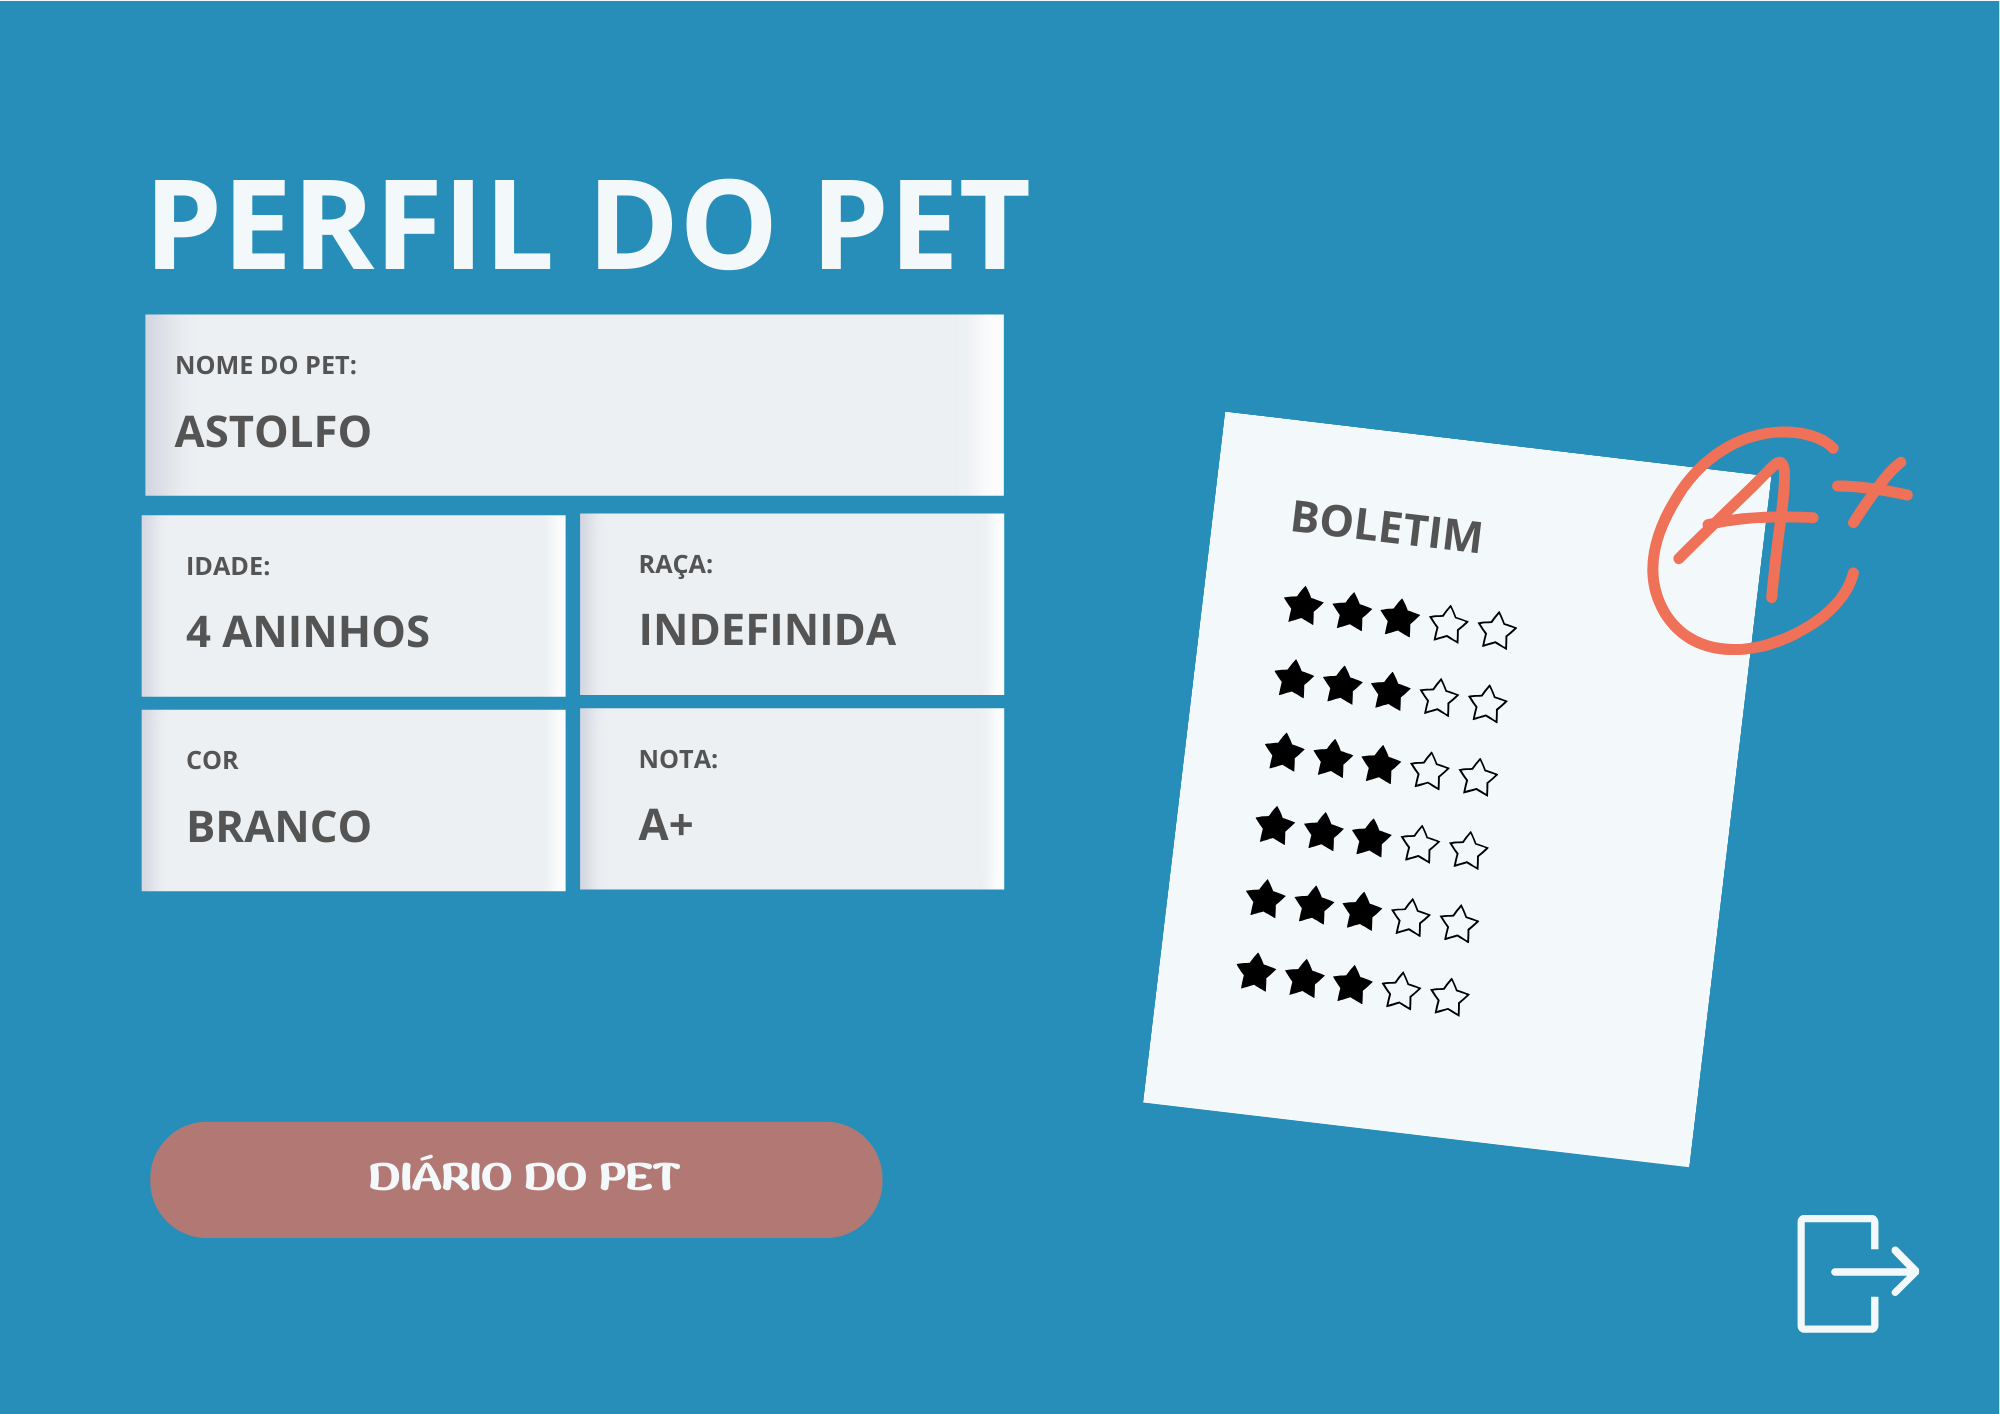 PERFIL DO PET
NOME DO PET:
ASTOLFO
IDADE:
4 ANINHOS
RAÇA:
INDEFINIDA
COR
BRANCO
NOTA:
A+
BOLETIM
A+
DIÁRIO DO PET